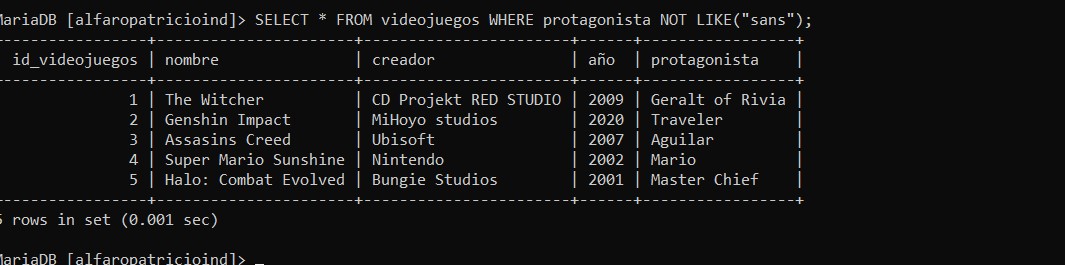 MariaDB [alfaropatricioind]> SELECT * FROM videojuegos WHERE protagonista NOT LIKE("sans");
id_videojuegos | nombre | creador | año | protagonista |
1 | The Witcher | CD Projekt RED STUDIO | 2009 | Geralt of Rivia |
2 | Genshin Impact | MiHoyo studios | 2020 | Traveler |
3 | Assasins Creed | Ubisoft | 2007 | Aguilar |
4 | Super Mario Sunshine | Nintendo | 2002 | Mario |
5 | Halo: Combat Evolved | Bungie Studios | 2001 | Master Chief |
5 rows in set (0.001 sec)
MariaDB [alfaropatricioind]> _